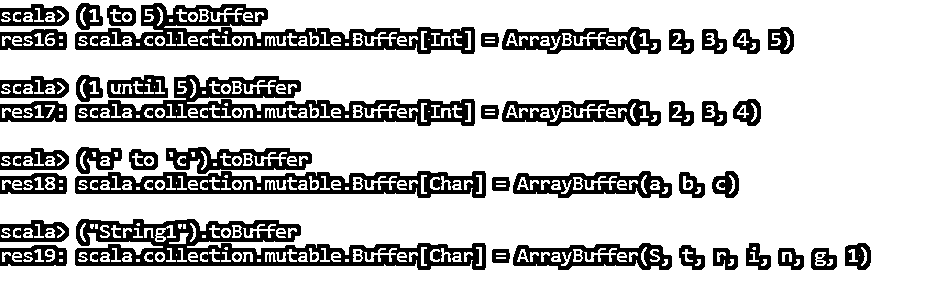 scala> (1 to 5).toBuffer
res16: scala.collection.mutable.Buffer[Int] = ArrayBuffer(1, 2, 3, 4, 5)
scala> (1 until 5).toBuffer
res17: scala.collection.mutable.Buffer[Int] = ArrayBuffer(1, 2, 3, 4)
scala> ('a' to 'c').toBuffer
res18: scala.collection.mutable.Buffer[Char] = ArrayBuffer(a, b, c)
scala> ("String1").toBuffer
res19: scala.collection.mutable.Buffer[Char] = ArrayBuffer(S, t, r, i, n, g, 1)